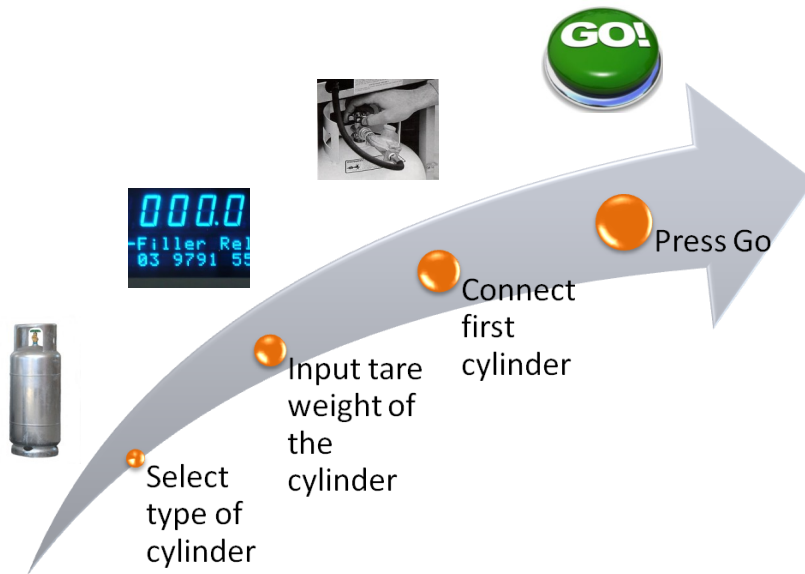 GO!
000.0
-Filler Rel
03 9791 55
Press Go
Connect
first
cylinder
Input tare
weight of
the
cylinder
Select
type of
cylinder